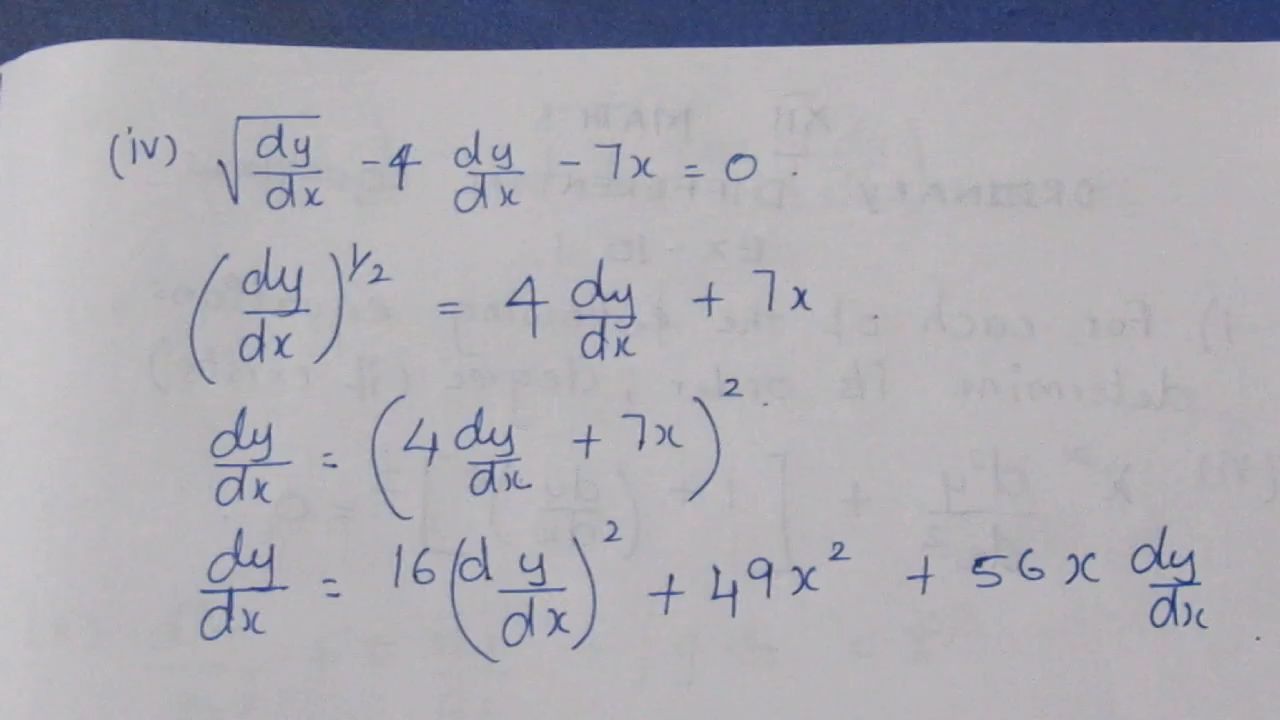 (iv) √(dy/dx) - 4 dy/dx - 7x = 0.
(dy/dx)^1/2 = 4 dy/dx + 7x.
dy/dx = (4 dy/dx + 7x)^2.
dy/dx = 16 (dy/dx)^2 + 49x^2 + 56x dy/dx.